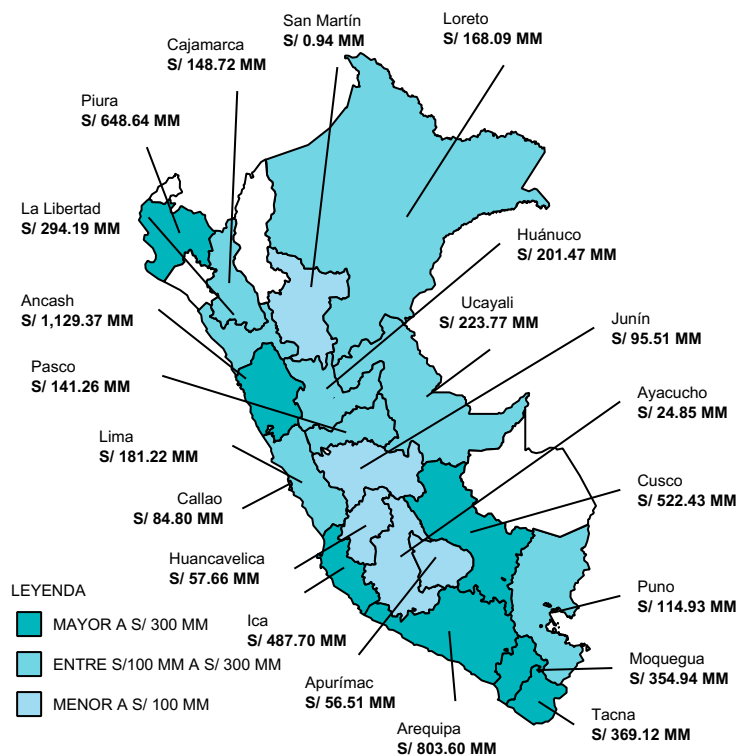 San Martín
S/ 0.94 MM
Loreto
S/ 168.09 MM
Cajamarca
S/ 148.72 MM
Piura
S/ 648.64 MM
La Libertad
S/ 294.19 MM
Huánuco
S/ 201.47 MM
Ancash
S/ 1,129.37 MM
Ucayali
S/ 223.77 MM
Junín
S/ 95.51 MM
Pasco
S/ 141.26 MM
Ayacucho
S/ 24.85 MM
Lima
S/ 181.22 MM
Cusco
S/ 522.43 MM
Callao
S/ 84.80 MM
Huancavelica
S/ 57.66 MM
Puno
S/ 114.93 MM
Ica
S/ 487.70 MM
Moquegua
S/ 354.94 MM
Apurímac
S/ 56.51 MM
Tacna
S/ 369.12 MM
Arequipa
S/ 803.60 MM
LEYENDA
MAYOR A S/ 300 MM
ENTRE S/100 MM A S/ 300 MM
MENOR A S/ 100 MM